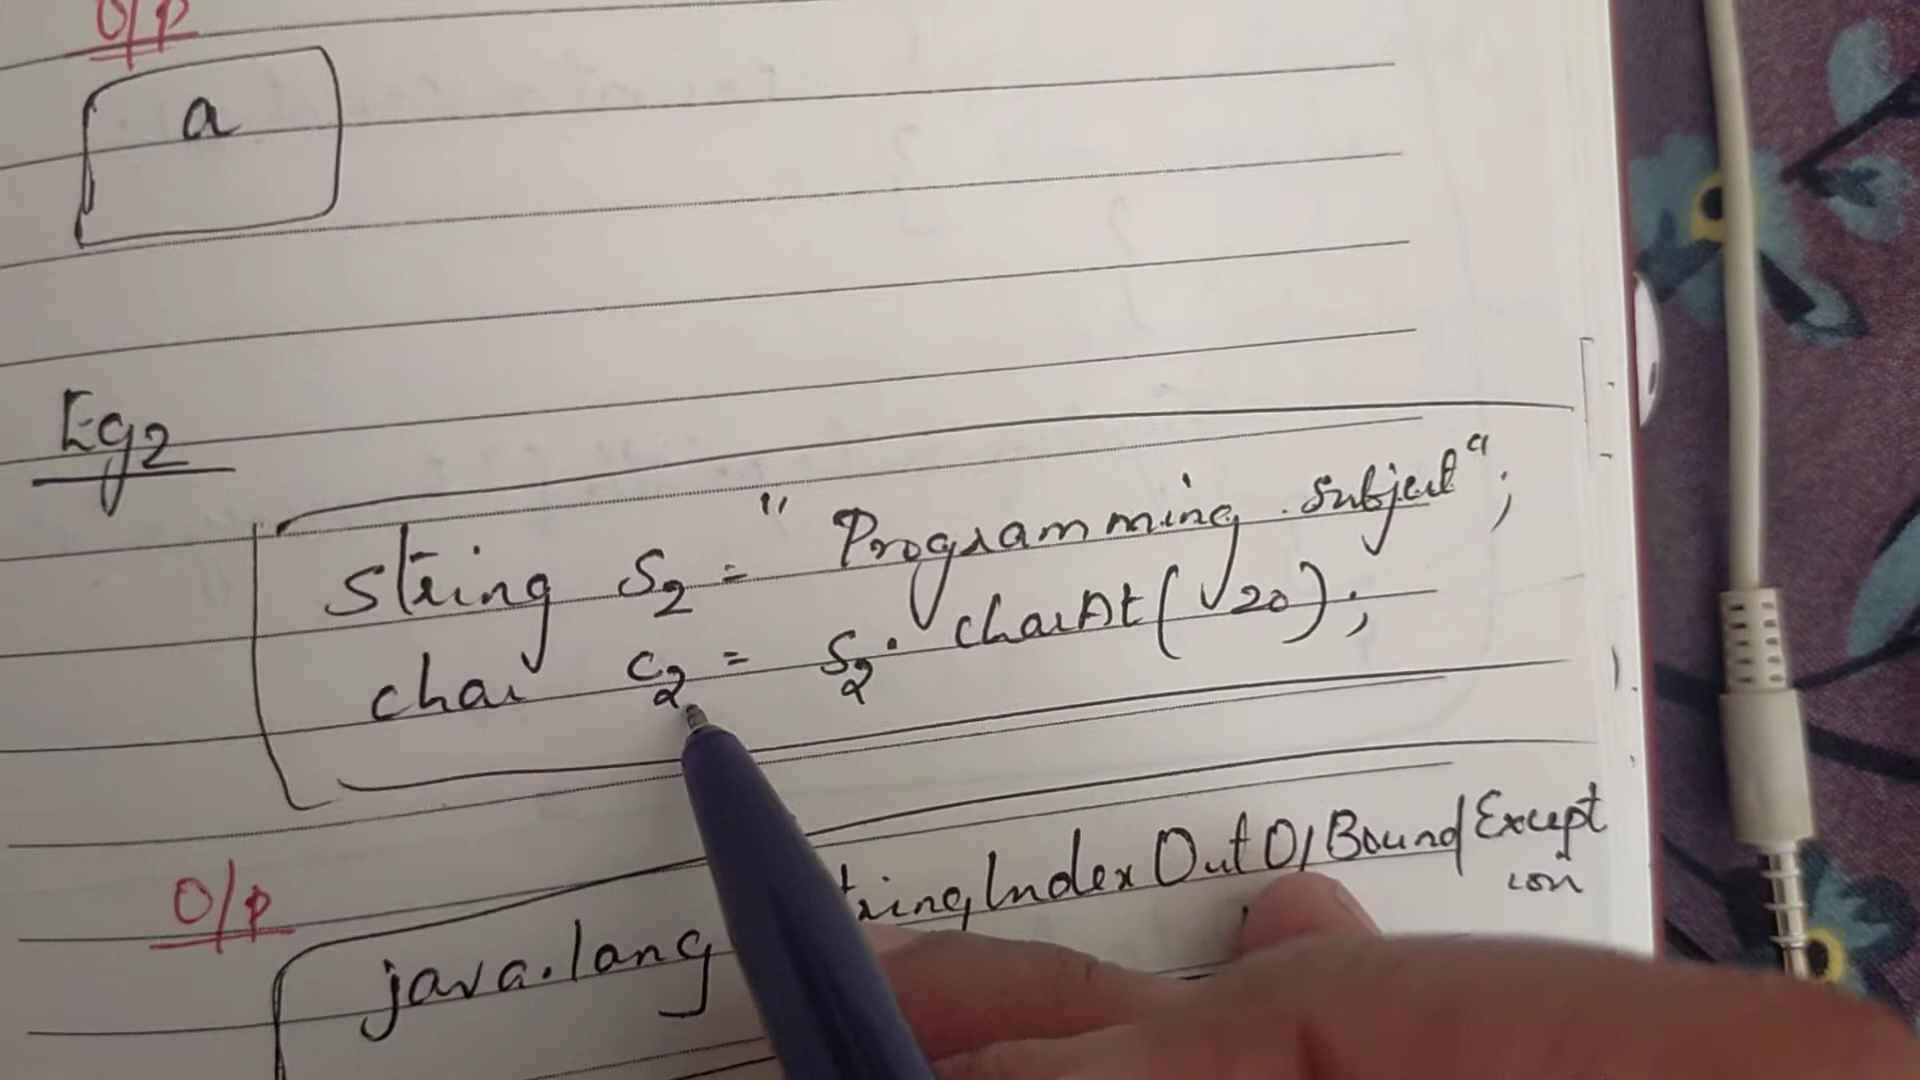 O/p
a
Eg2
String S2 = "Programming subject";
char c2 = S2. charAt(20);
O/p
java.lang tringIndexOutOfBoundException